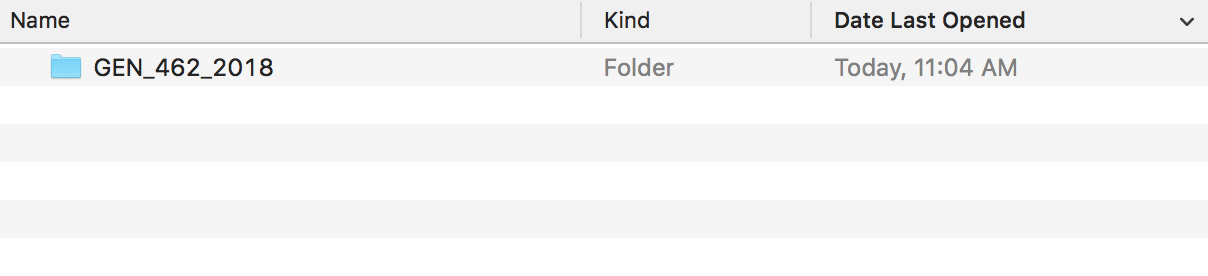 Name Kind Date Last Opened
GEN_462_2018 Folder Today, 11:04 AM